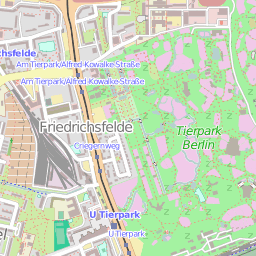 chsfelde
Am Tierpark/Alfred-Kowalke-Straße
Am Tierpark/Alfred-Kowalke-Straße
Friedrichsfelde
Criegernweg
Tierpark
Berlin
U Tierpark
U Tierpark
e